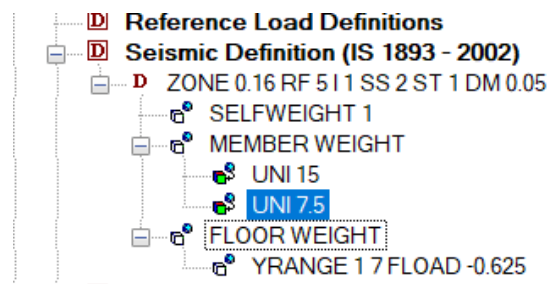 D Reference Load Definitions
D Seismic Definition (IS 1893 - 2002)
D ZONE 0.16 RF 5 I 1 SS 2 ST 1 DM 0.05
SELFWEIGHT 1
MEMBER WEIGHT
UNI 15
UNI 7.5
FLOOR WEIGHT
YRANGE 1 7 FLOAD -0.625